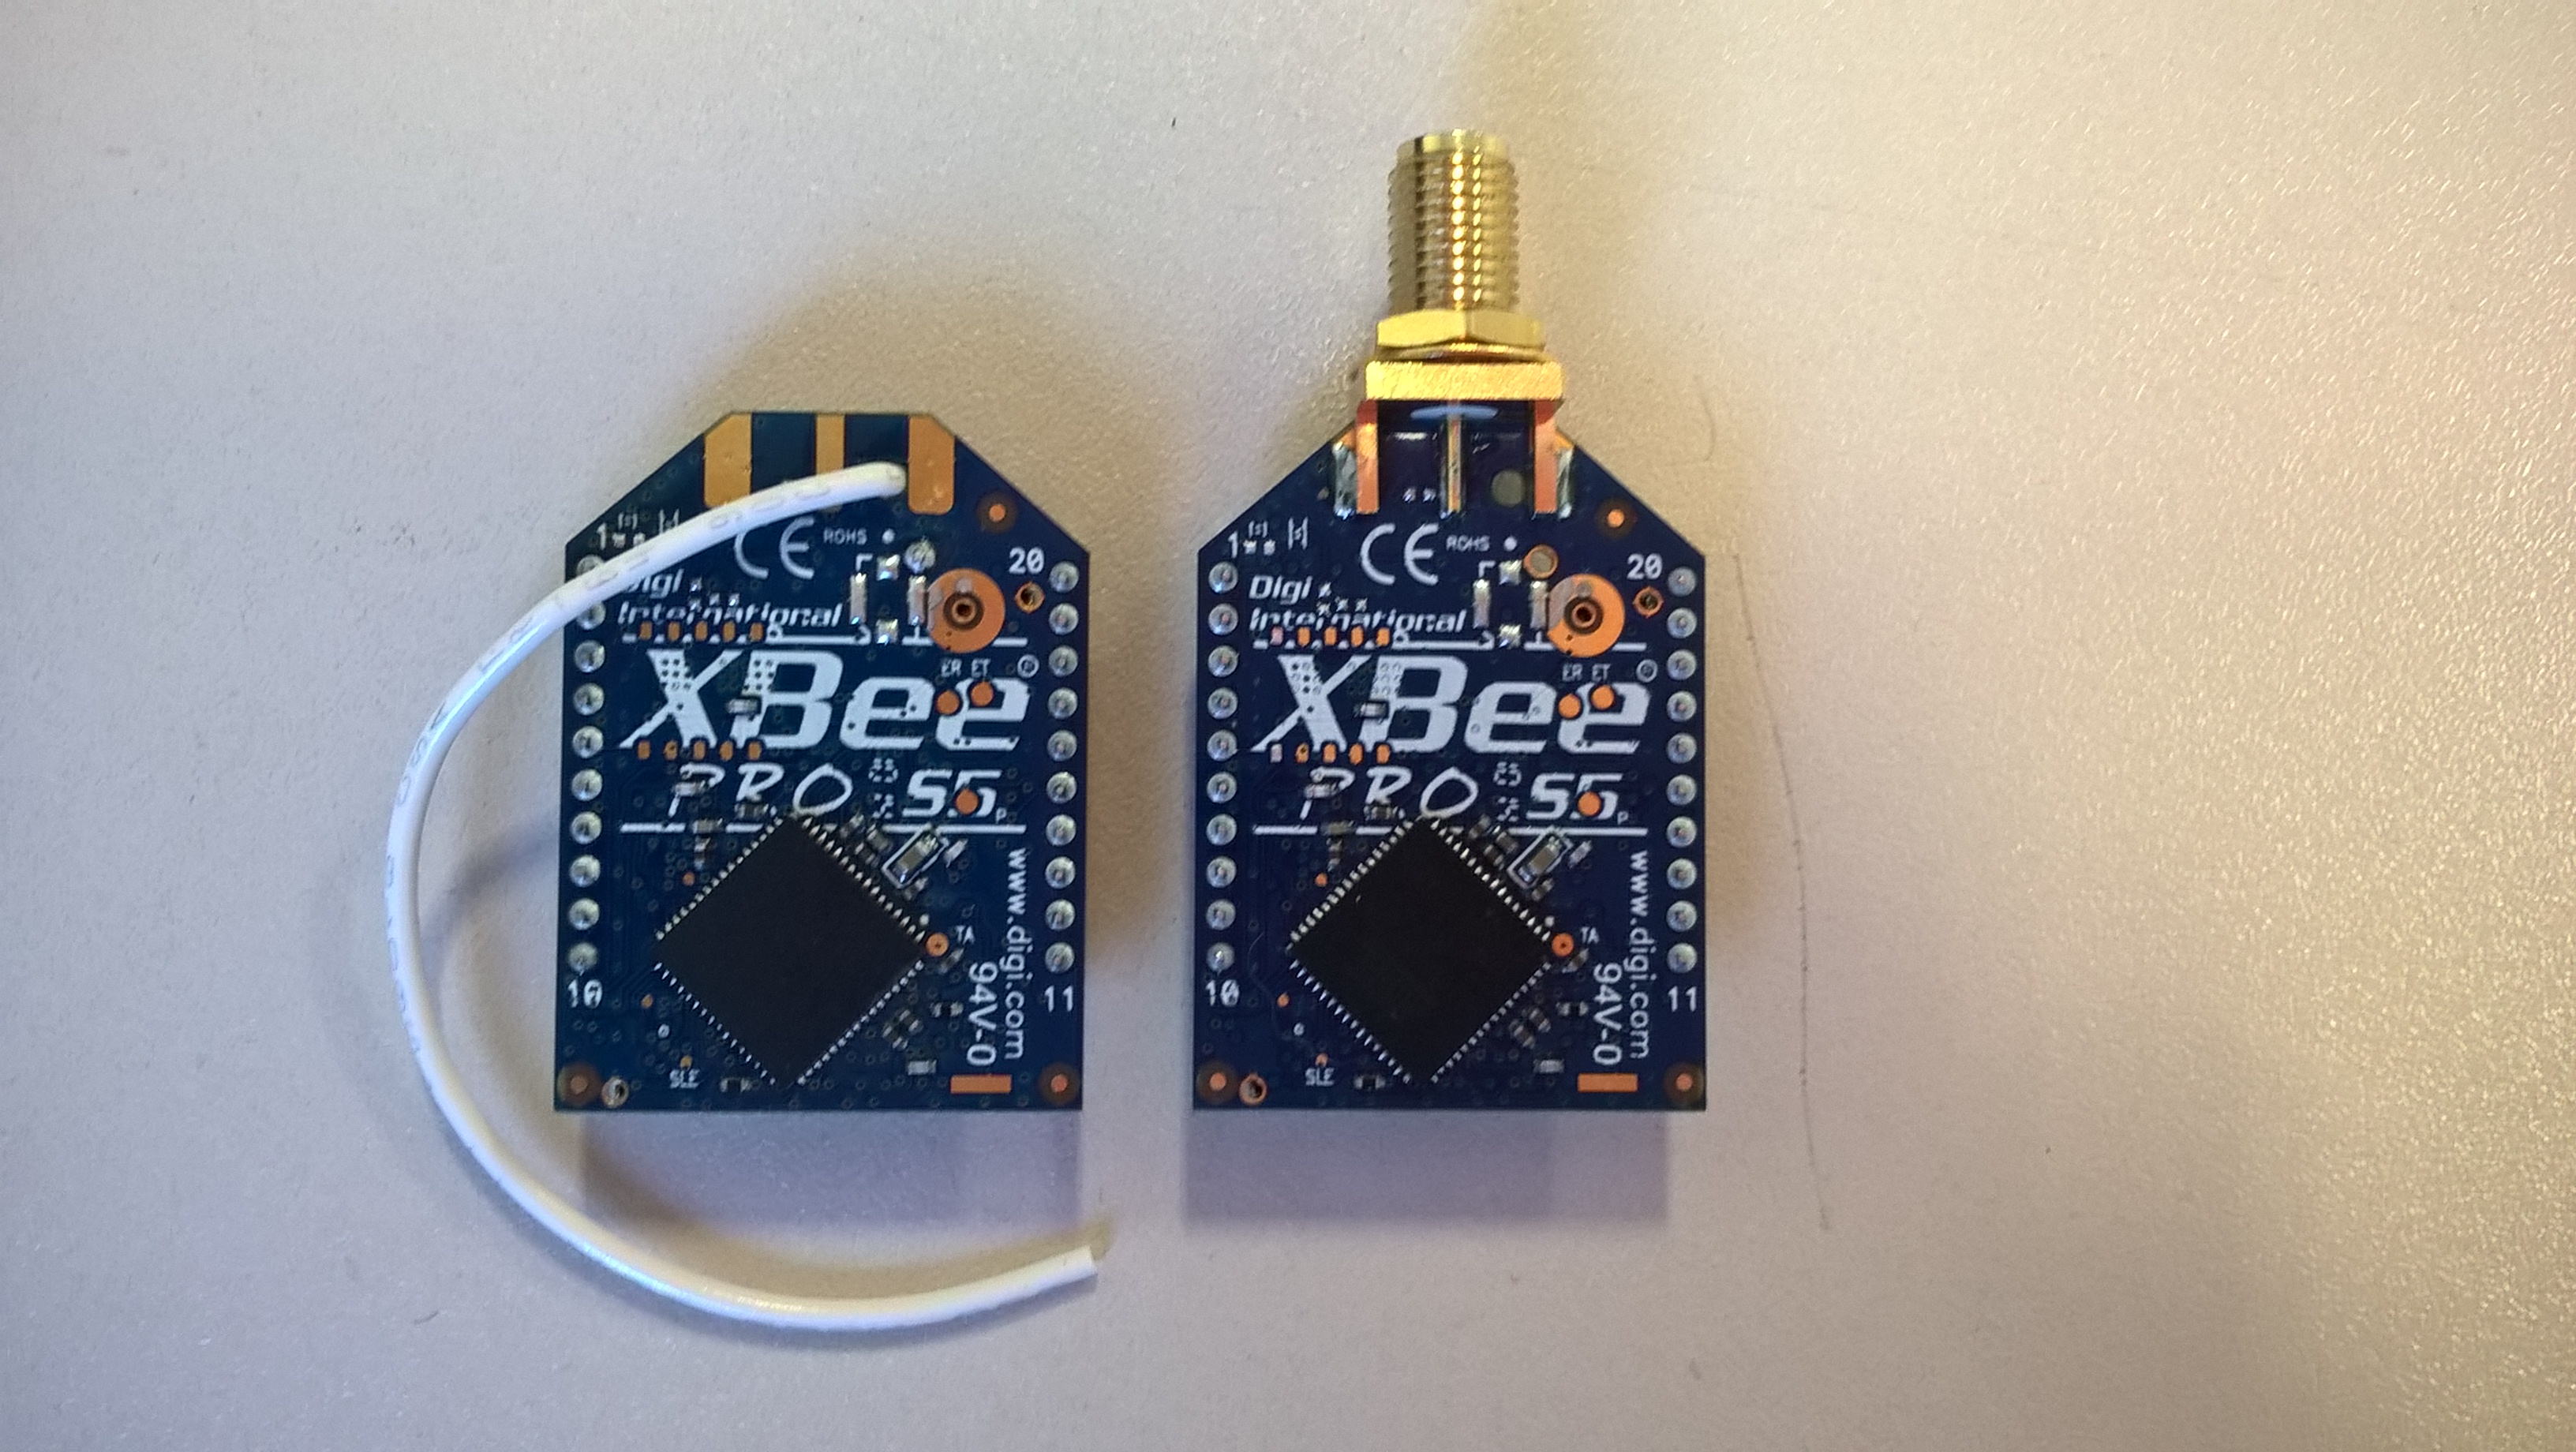 1
CE ROHS
20
Digi
International
ER ET
XBee ®
PRO S5
P
TA
www.digi.com
94V-0
10
11
SLE
1
CE ROHS
20
Digi
International
ER ET
XBee ®
PRO S5
P
TA
www.digi.com
94V-0
10
11
SLE